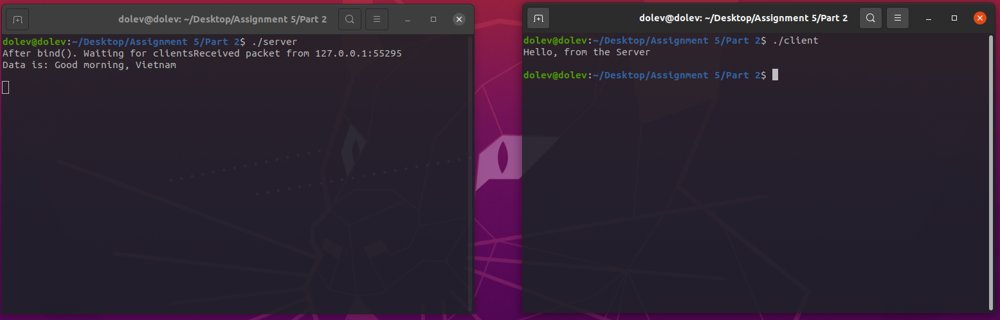 dolev@dolev: ~/Desktop/Assignment 5/Part 2
dolev@dolev:~/Desktop/Assignment 5/Part 2$ ./server
After bind(). Waiting for clientsReceived packet from 127.0.0.1:55295
Data is: Good morning, Vietnam
dolev@dolev: ~/Desktop/Assignment 5/Part 2
dolev@dolev:~/Desktop/Assignment 5/Part 2$ ./client
Hello, from the Server
dolev@dolev:~/Desktop/Assignment 5/Part 2$